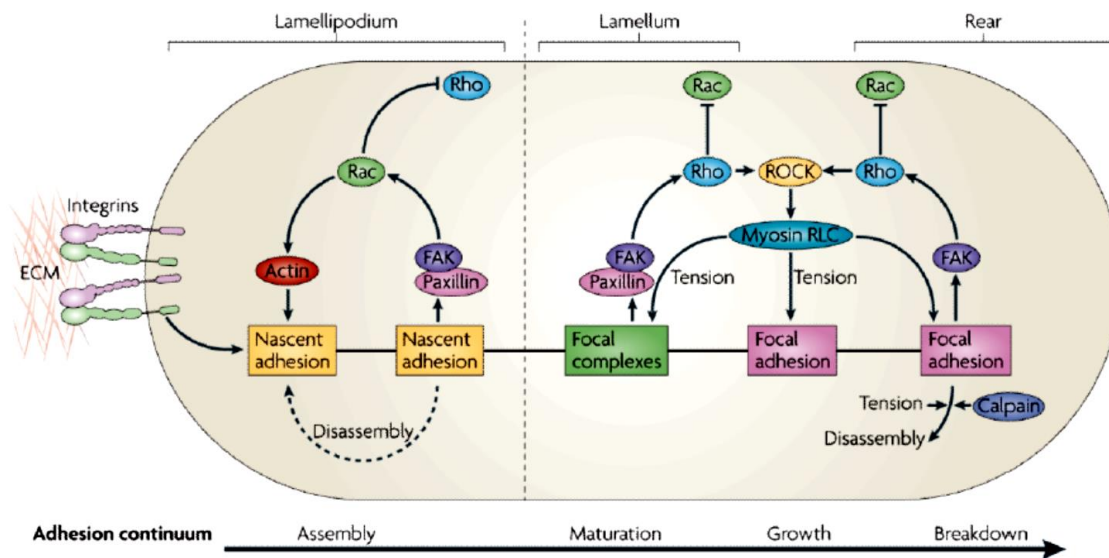 Lamellipodium
Lamellum
Rear
Rho
Rac
Rac
Rac
Rho
ROCK
Rho
Integrins
ECM
Actin
FAK
Paxillin
FAK
Paxillin
Myosin RLC
FAK
Tension
Tension
Nascent
adhesion
Nascent
adhesion
Focal
complexes
Focal
adhesion
Focal
adhesion
Disassembly
Tension
Calpain
Disassembly
Adhesion continuum
Assembly
Maturation
Growth
Breakdown